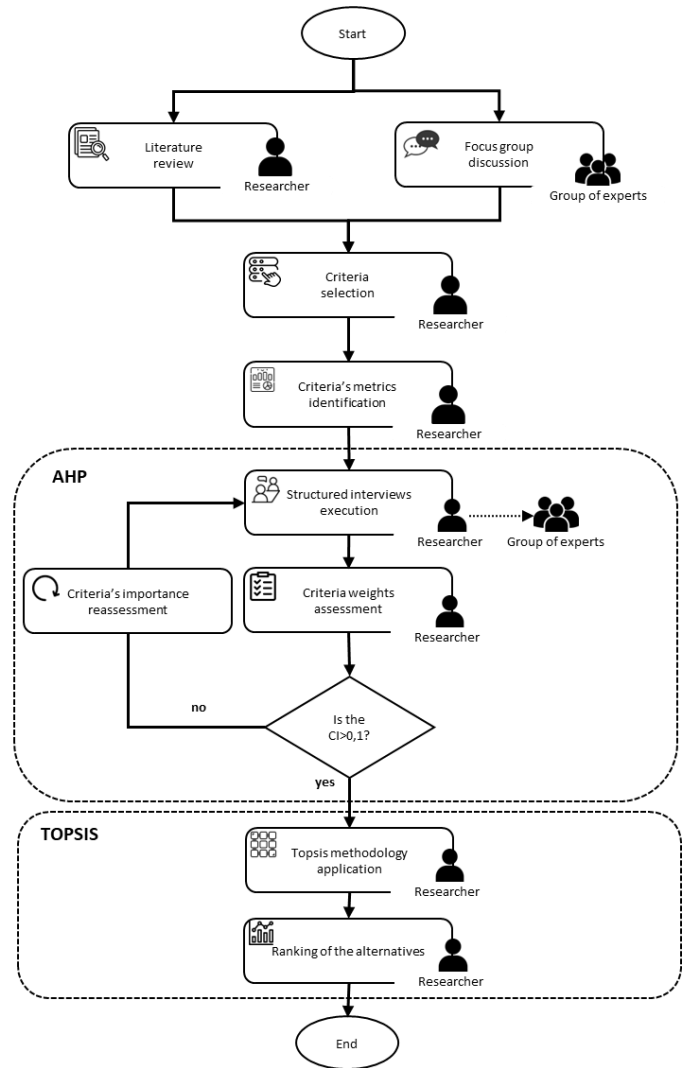 Start
Literature
review
Researcher
Focus group
discussion
Group of experts
Criteria
selection
Researcher
Criteria's metrics
identification
Researcher
AHP
Structured interviews
execution
Researcher
Group of experts
Criteria's importance
reassessment
Criteria weights
assessment
Researcher
no
Is the
CI>0,1?
yes
TOPSIS
Topsis methodology
application
Researcher
Ranking of the alternatives
Researcher
End